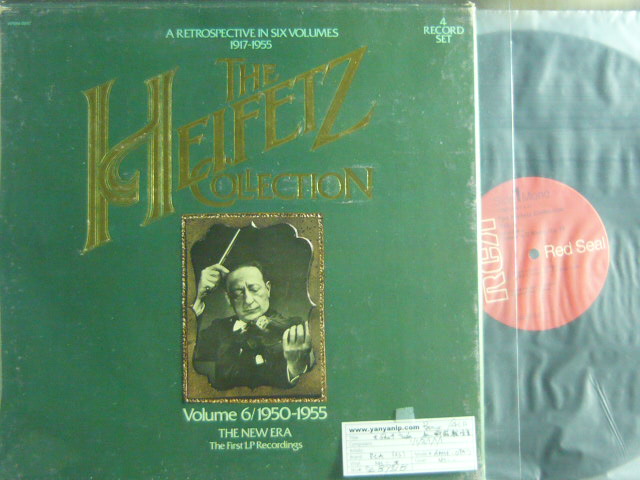 A RETROSPECTIVE IN SIX VOLUMES
1917-1955
4
RECORD
SET
THE
HEIFETZ
COLLECTION
Volume 6/1950-1955
THE NEW ERA
The First LP Recordings
www.yanyanlp.com
RCA
Red Seal
Mono